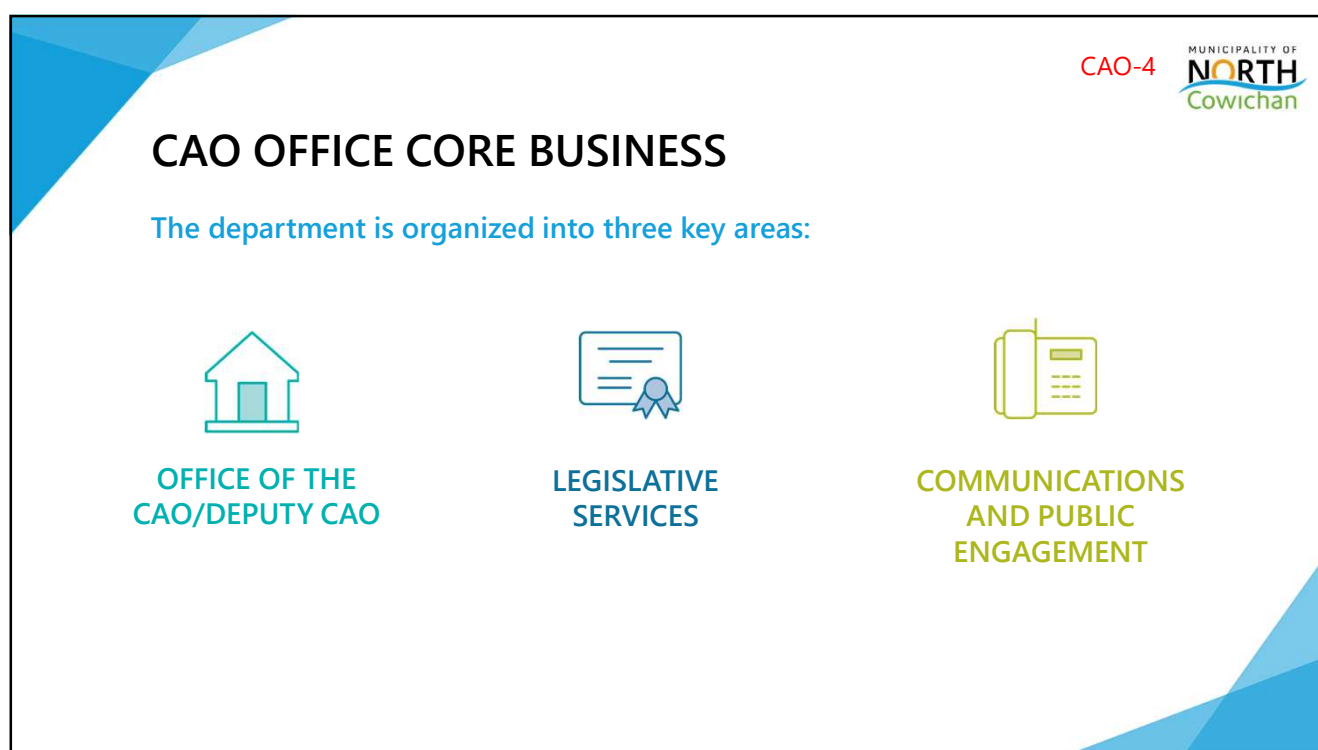 CAO-4
MUNICIPALITY OF
NORTH
Cowichan
CAO OFFICE CORE BUSINESS
The department is organized into three key areas:
OFFICE OF THE
CAO/DEPUTY CAO
LEGISLATIVE
SERVICES
COMMUNICATIONS
AND PUBLIC
ENGAGEMENT